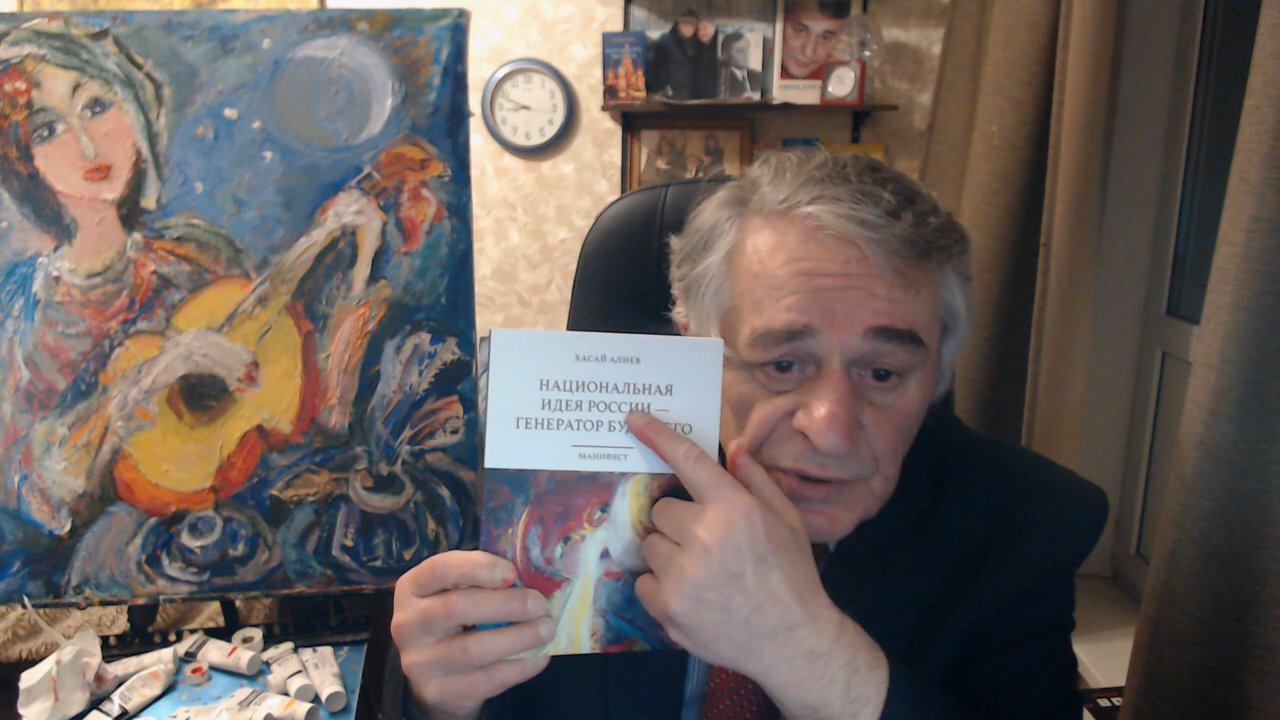 ХАСАЙ АЛИЕВ
НАЦИОНАЛЬНАЯ
ИДЕЯ РОССИИ —
ГЕНЕРАТОР
МАНИФЕСТ